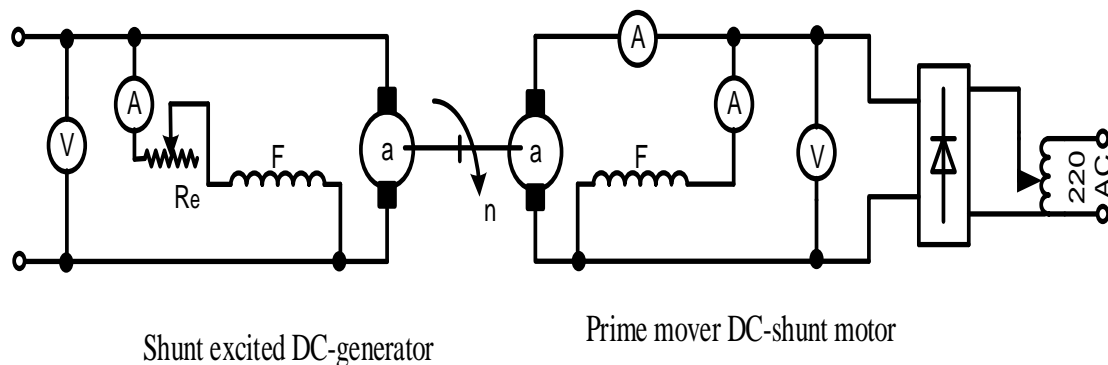 A
A
A
V
a
a
F
F
V
Re
n
220
AC
Prime mover DC-shunt motor
Shunt excited DC-generator